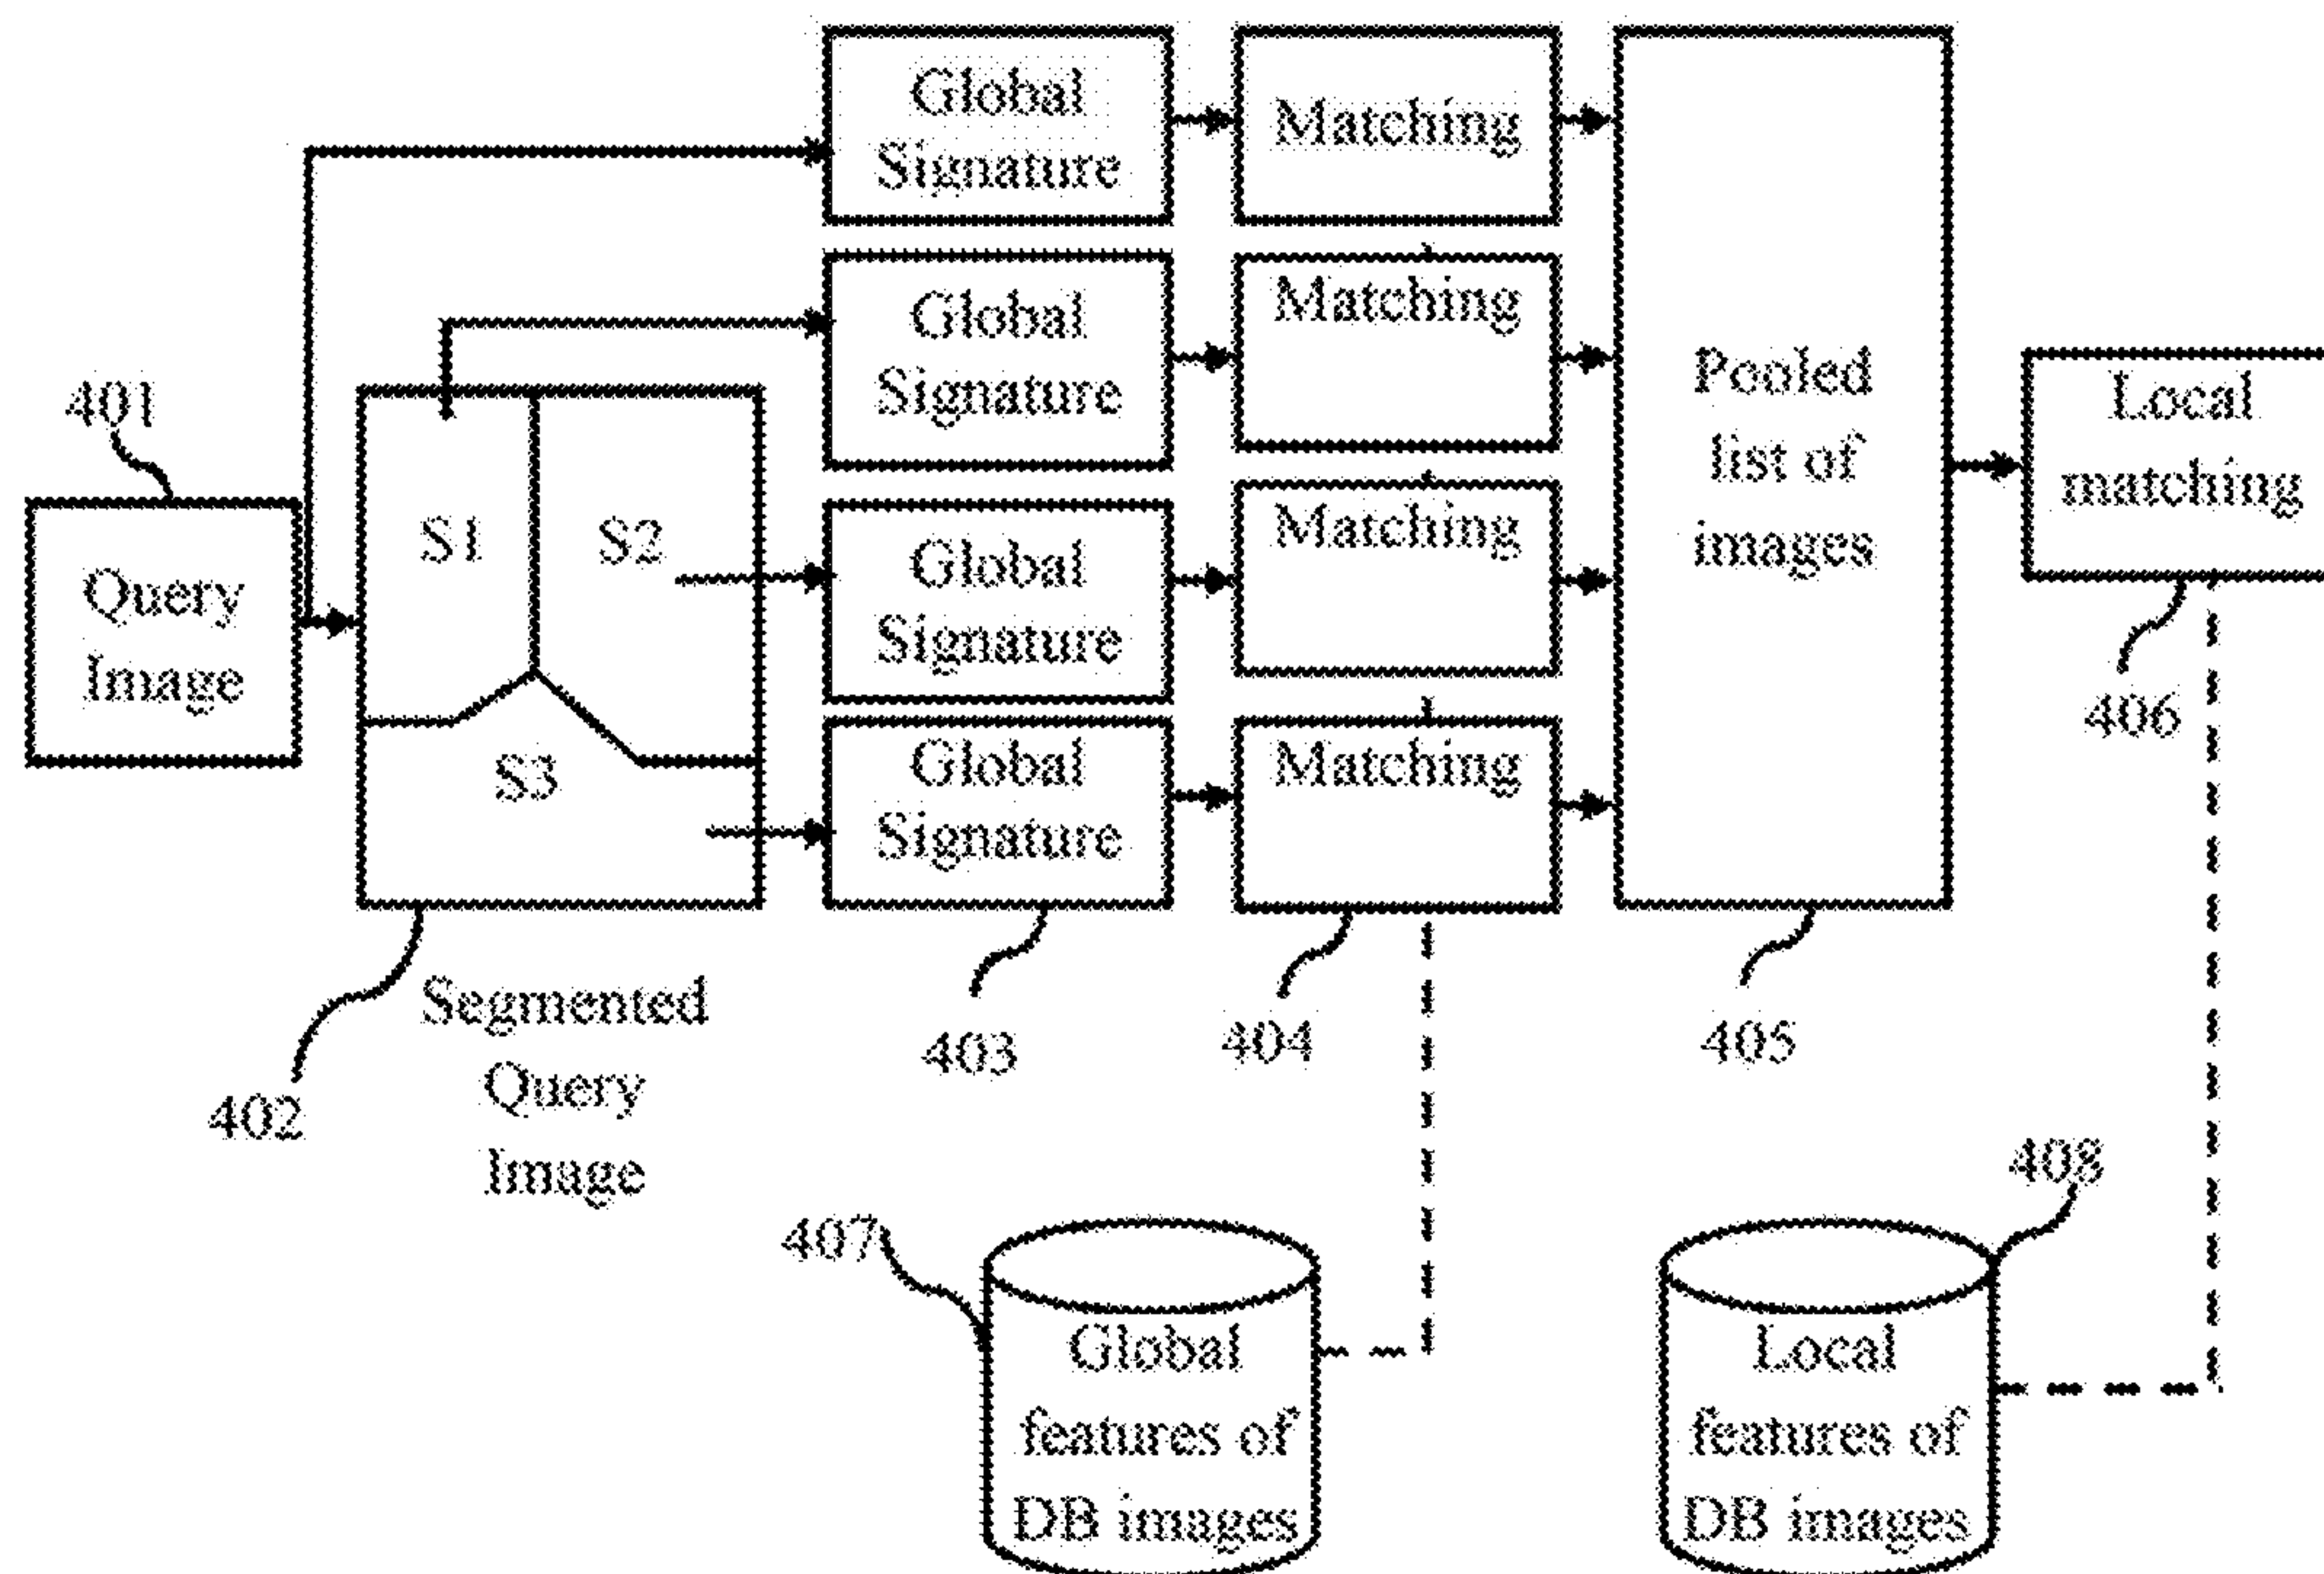 Global
Signature
Matching
Global
Signature
Matching
401
Pooled
list of
images
Local
matching
S1
S2
Query
Image
Global
Signature
Matching
406
S3
Global
Signature
Matching
402
Segmented
Query
Image
403
404
405
407
408
Global
features of
DB images
Local
features of
DB images